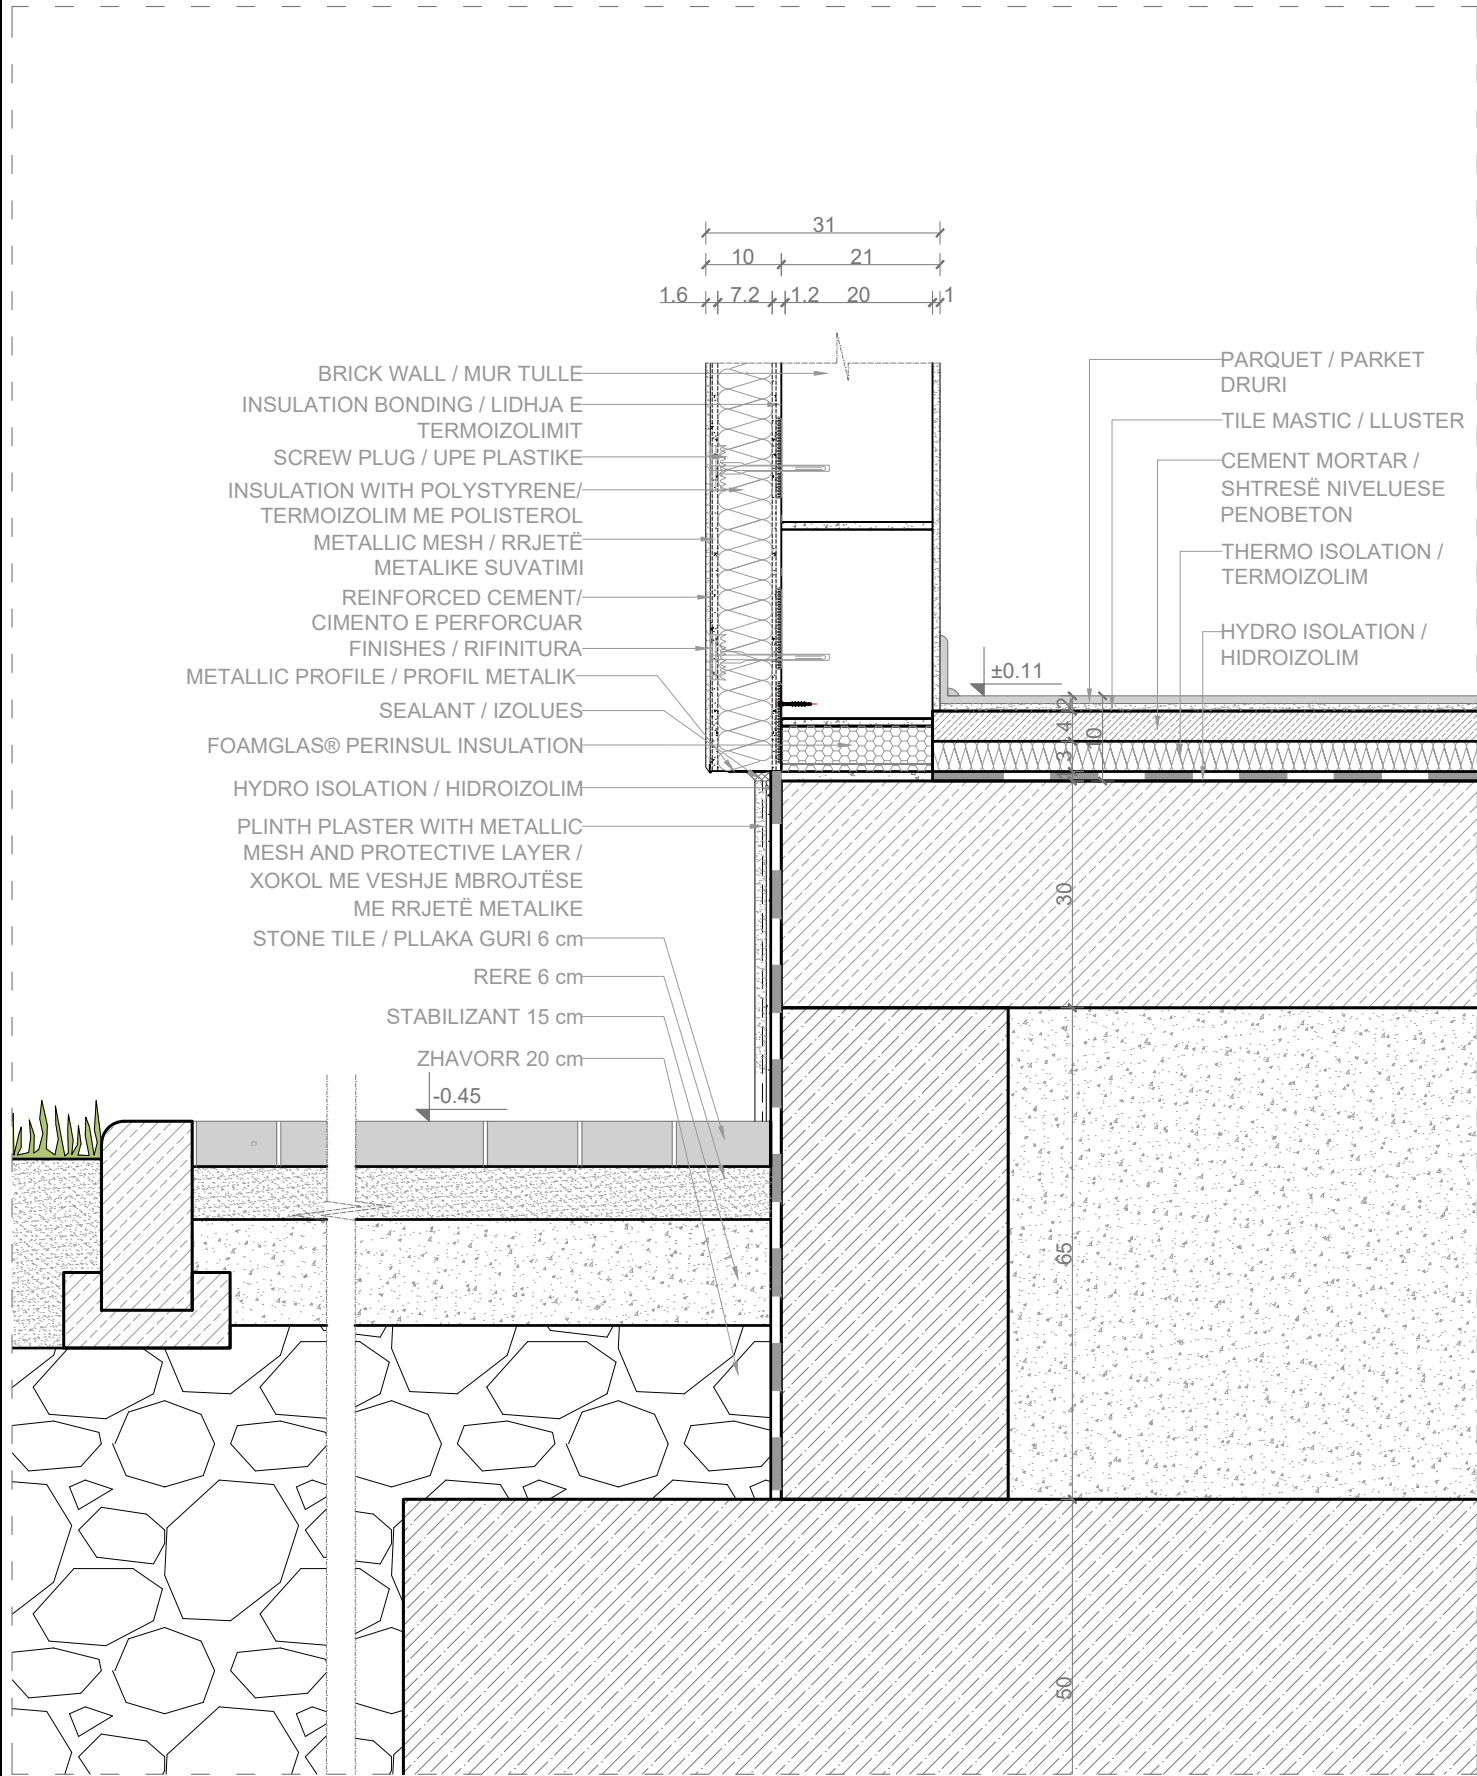 31
10
21
1.6
7.2
1.2
20
1
BRICK WALL / MUR TULLE
INSULATION BONDING / LIDHJA E
TERMOIZOLIMIT
SCREW PLUG / UPE PLASTIKE
INSULATION WITH POLYSTYRENE/
TERMOIZOLIM ME POLISTEROL
METALLIC MESH / RRJETË
METALIKE SUVATIMI
REINFORCED CEMENT/
CIMENTO E PERFORCUAR
FINISHES / RIFINITURA
METALLIC PROFILE / PROFIL METALIK
SEALANT / IZOLUES
FOAMGLAS® PERINSUL INSULATION
HYDRO ISOLATION / HIDROIZOLIM
PLINTH PLASTER WITH METALLIC
MESH AND PROTECTIVE LAYER /
XOKOL ME VESHJE MBROJTËSE
ME RRJETË METALIKE
STONE TILE / PLLAKA GURI 6 cm
RERE 6 cm
STABILIZANT 15 cm
ZHAVORR 20 cm
-0.45
PARQUET / PARKET
DRURI
TILE MASTIC / LLUSTER
CEMENT MORTAR /
SHTRESË NIVELUESE
PENOBETON
THERMO ISOLATION /
TERMOIZOLIM
HYDRO ISOLATION /
HIDROIZOLIM
±0.11
2
4
3
1
10
30
65
50